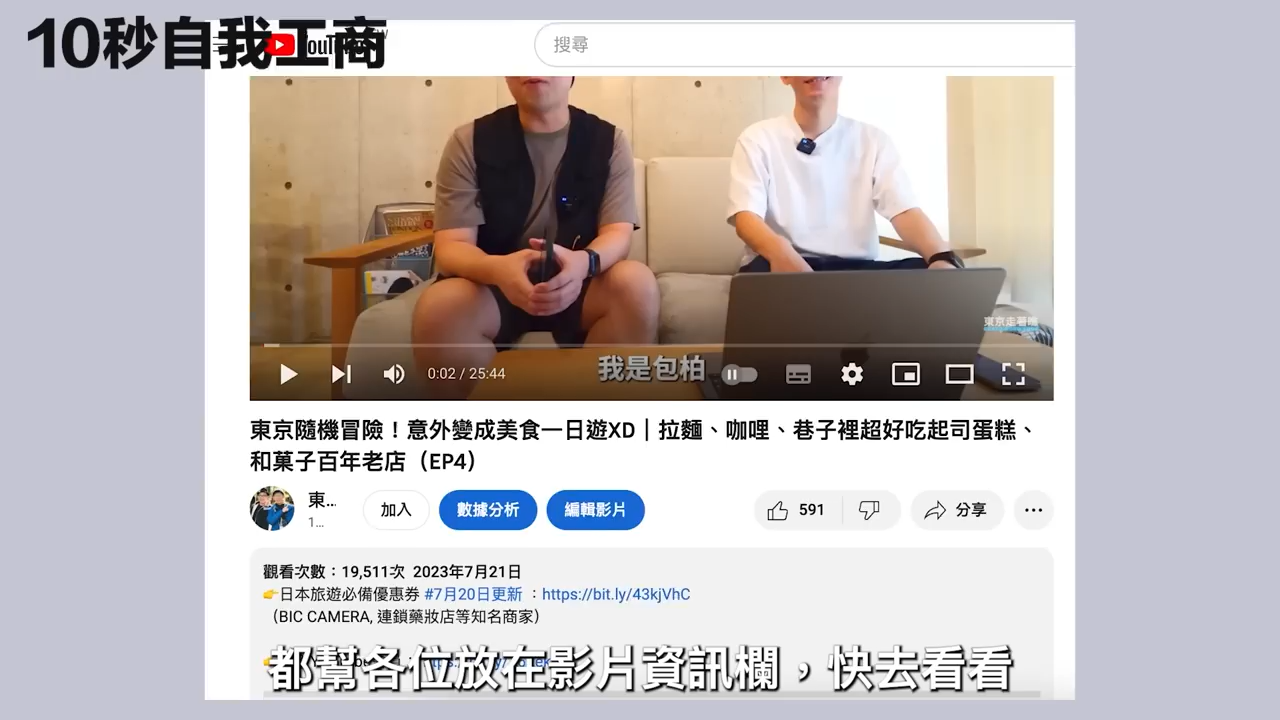 10秒自我工商
搜尋
東京走著瞧
我是包柏
0:02 / 25:44
東京隨機冒險！意外變成美食一日遊XD｜拉麵、咖哩、巷子裡超好吃起司蛋糕、
和菓子百年老店（EP4）
東...
1...
加入
數據分析
編輯影片
591
分享
觀看次數：19,511次 2023年7月21日
👉日本旅遊必備優惠券 #7月20日更新 ：https://bit.ly/43kjVhC
（BIC CAMERA, 連鎖藥妝店等知名商家）
都幫各位放在影片資訊欄，快去看看